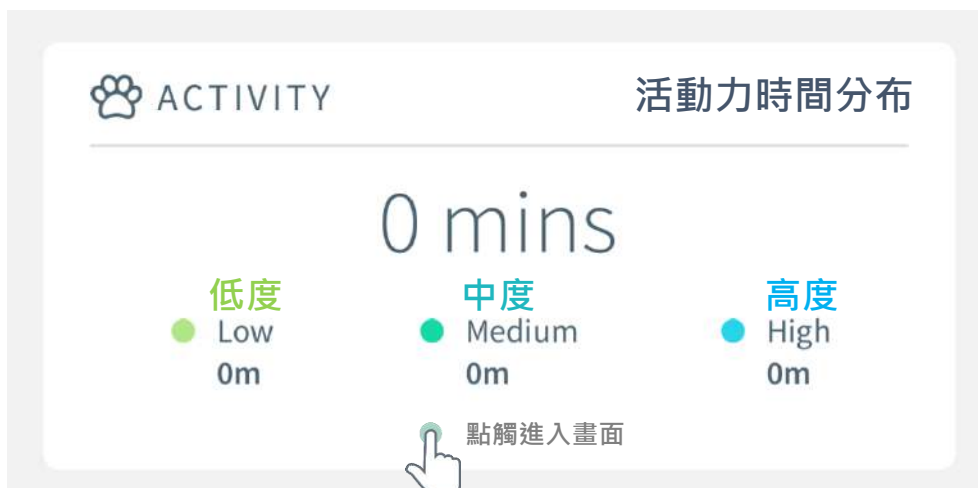 ACTIVITY 活動力時間分布
0 mins
低度 中度 高度
Low Medium High
0m 0m 0m
點觸進入畫面